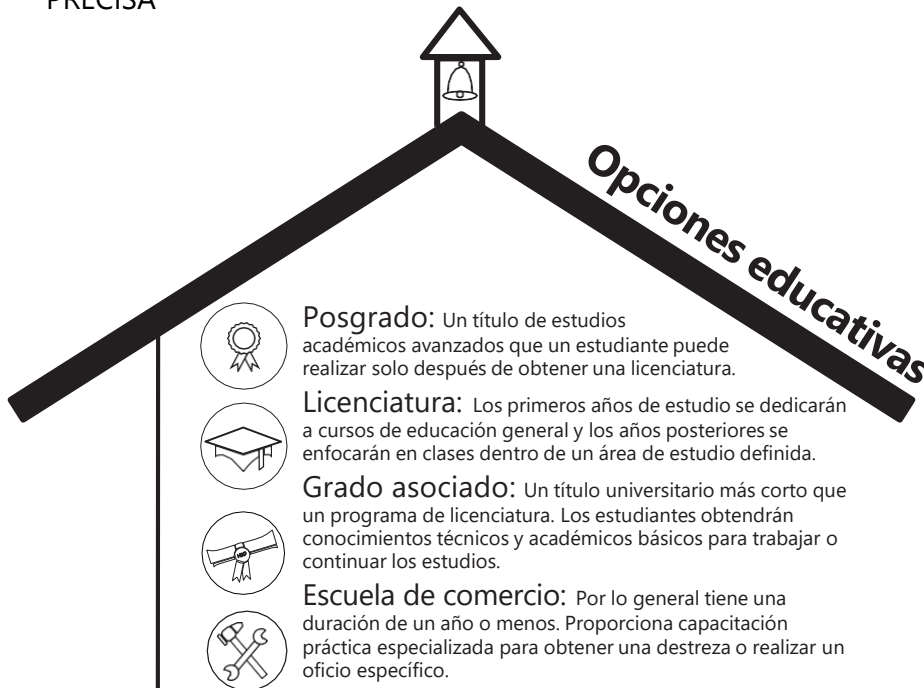 PRECISA
Opciones educativas
Posgrado: Un título de estudios
académicos avanzados que un estudiante puede
realizar solo después de obtener una licenciatura.
Licenciatura: Los primeros años de estudio se dedicarán
a cursos de educación general y los años posteriores se
enfocarán en clases dentro de un área de estudio definida.
Grado asociado: Un título universitario más corto que
un programa de licenciatura. Los estudiantes obtendrán
conocimientos técnicos y académicos básicos para trabajar o
continuar los estudios.
Escuela de comercio: Por lo general tiene una
duración de un año o menos. Proporciona capacitación
práctica especializada para obtener una destreza o realizar un
oficio específico.